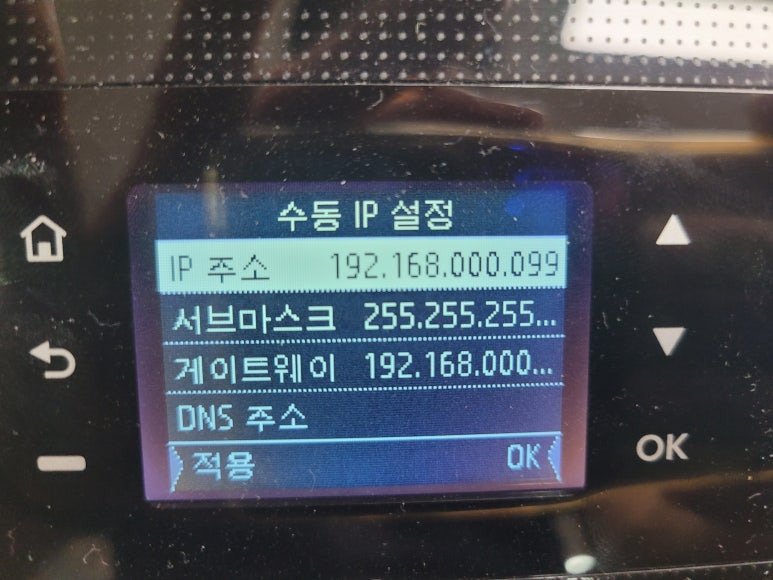 수동 IP 설정
IP 주소 192.168.000.099
서브마스크 255.255.255...
게이트웨이 192.168.000...
DNS 주소
적용 OK
OK